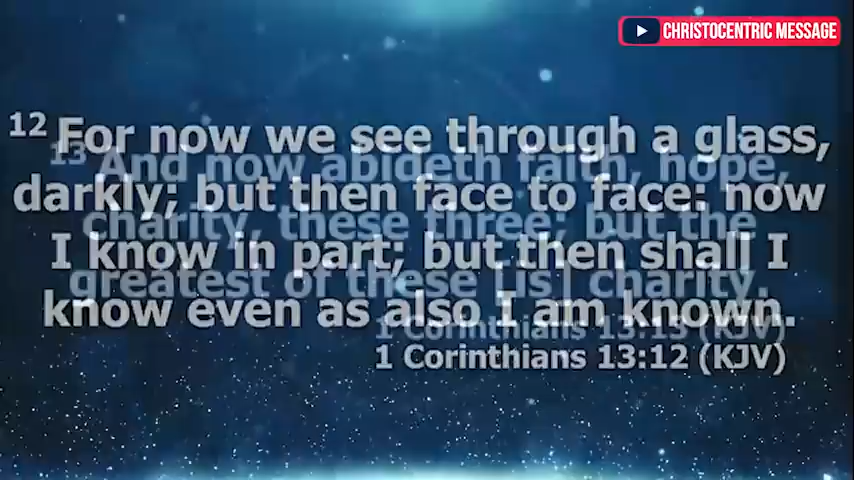 CHRISTOCENTRIC MESSAGE
12 For now we see through a glass,
darkly; but then face to face: now
I know in part; but then shall I
know even as also I am known.
1 Corinthians 13:12 (KJV)
13 And now abideth faith, hope,
charity, these three; but the
greatest of these [is] charity.
1 Corinthians 13:13 (KJV)